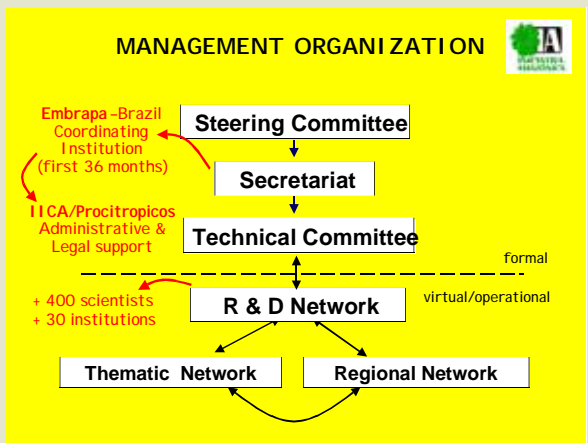 MANAGEMENT ORGANIZATION
IA
Embrapa-Brazil
Coordinating
Institution
(first 36 months)
Steering Committee
Secretariat
IICA/Procitropicos
Administrative &
Legal support
Technical Committee
formal
virtual/operational
+ 400 scientists
+ 30 institutions
R & D Network
Thematic Network
Regional Network